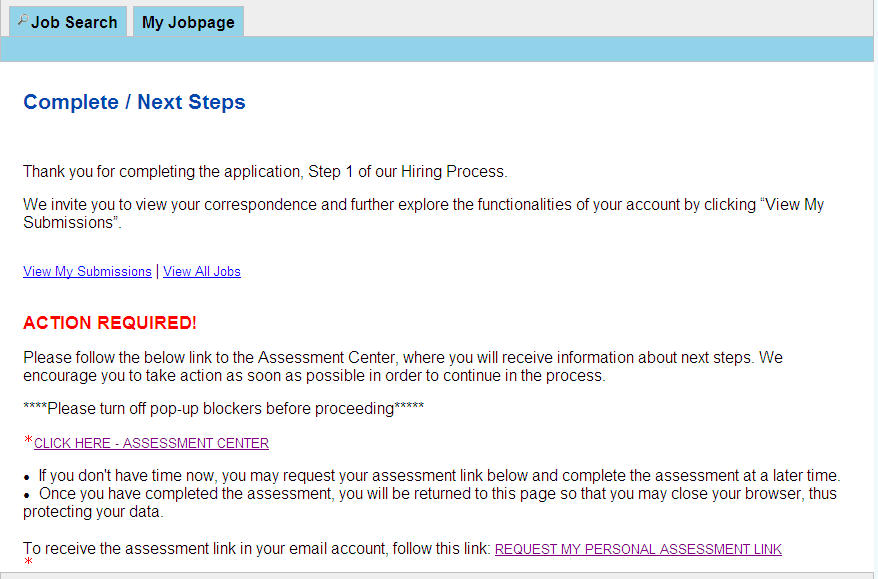 Job Search
My Jobpage
Complete / Next Steps
Thank you for completing the application, Step 1 of our Hiring Process.
We invite you to view your correspondence and further explore the functionalities of your account by clicking “View My
Submissions”.
View My Submissions | View All Jobs
ACTION REQUIRED!
Please follow the below link to the Assessment Center, where you will receive information about next steps. We
encourage you to take action as soon as possible in order to continue in the process.
****Please turn off pop-up blockers before proceeding*****
*CLICK HERE - ASSESSMENT CENTER
• If you don't have time now, you may request your assessment link below and complete the assessment at a later time.
• Once you have completed the assessment, you will be returned to this page so that you may close your browser, thus
protecting your data.
To receive the assessment link in your email account, follow this link: REQUEST MY PERSONAL ASSESSMENT LINK
*